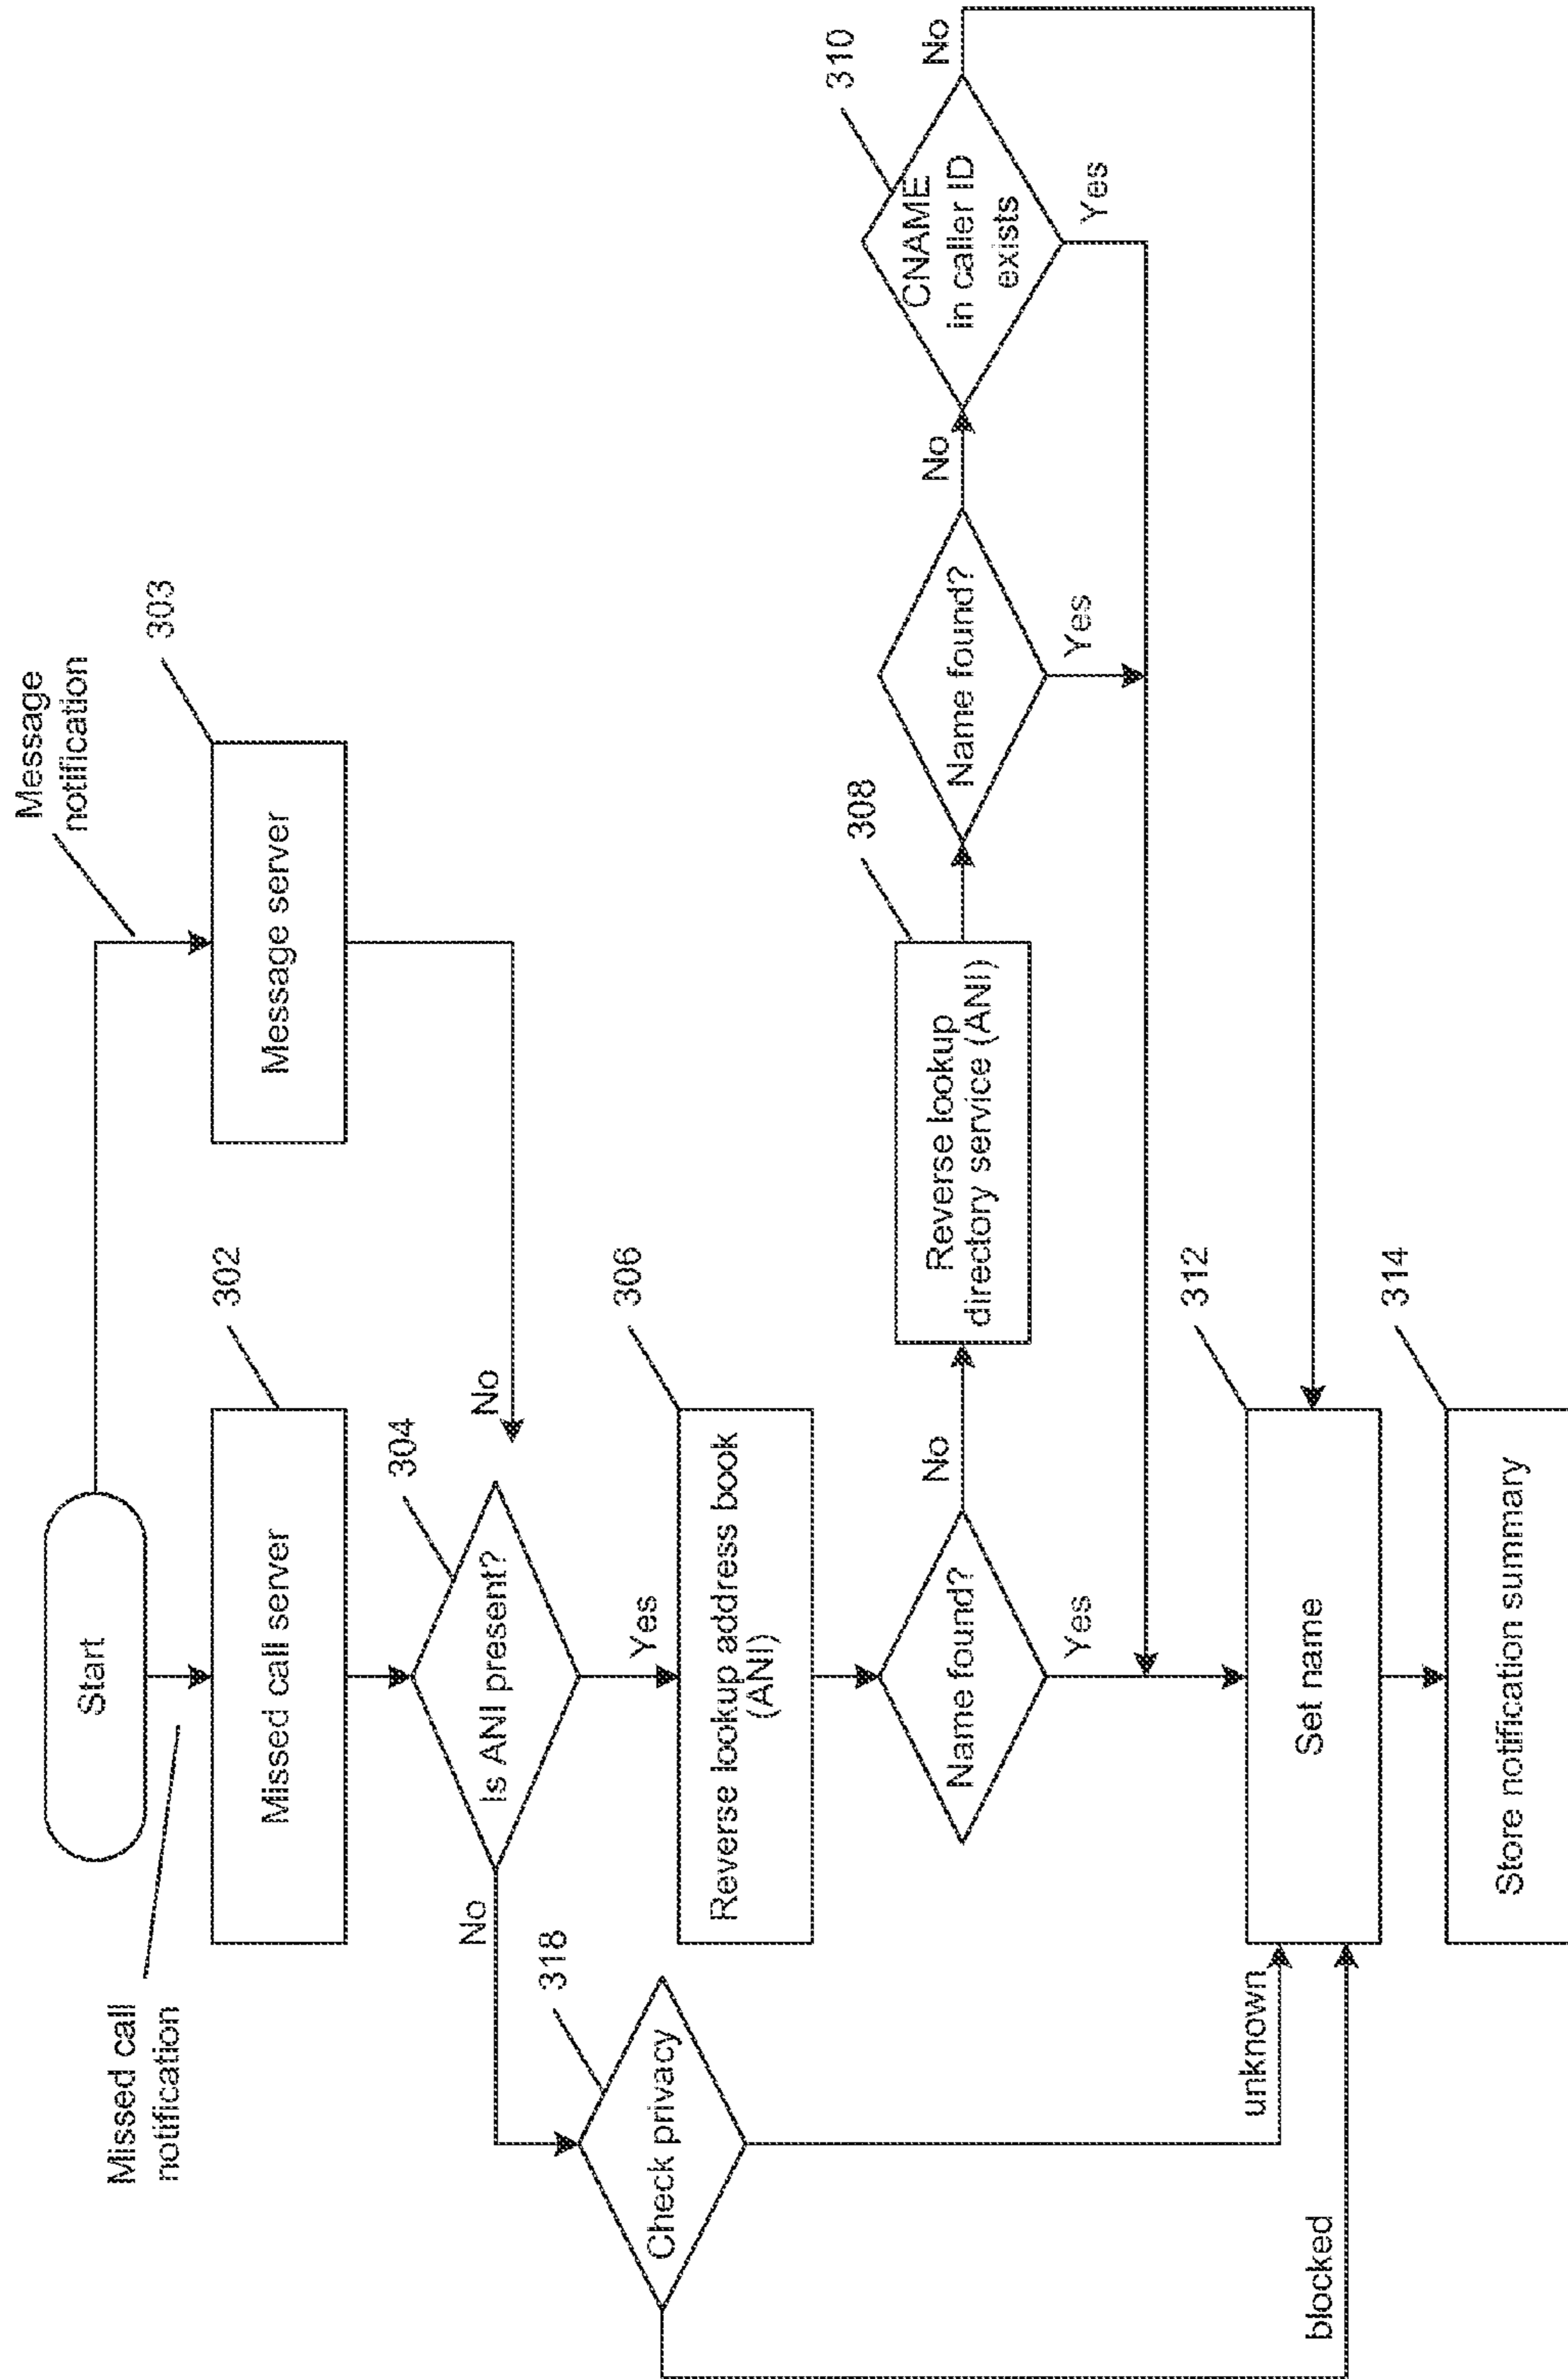 Start
Missed call
notification
Message
notification
302
Missed call server
303
Message server
304
Is ANI present?
No
No
Yes
318
Check privacy
306
Reverse lookup address book
(ANI)
308
Reverse lookup
directory service (ANI)
310
CNAME
in caller ID
exists
Name found?
No
Yes
Name found?
No
Yes
No
Yes
unknown
blocked
312
Set name
314
Store notification summary